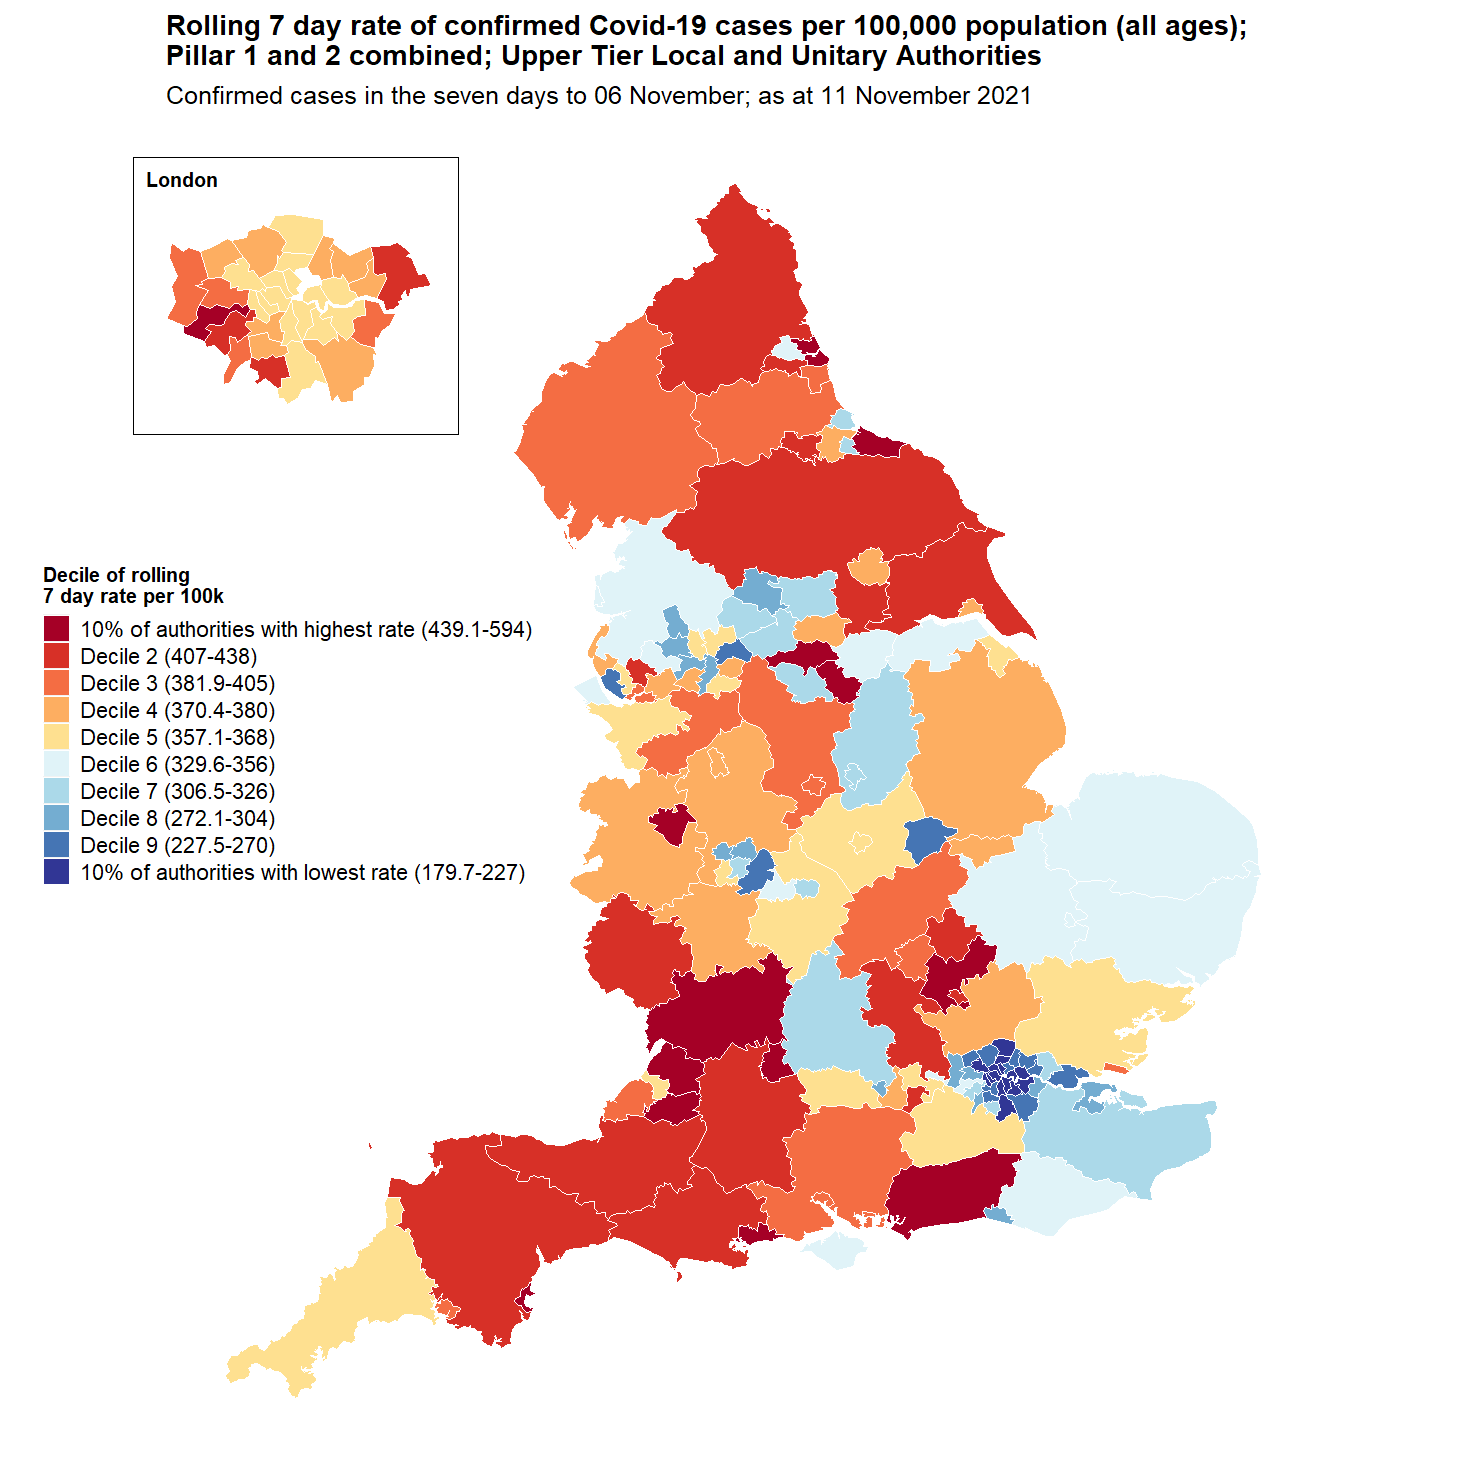 Rolling 7 day rate of confirmed Covid-19 cases per 100,000 population (all ages);
Pillar 1 and 2 combined; Upper Tier Local and Unitary Authorities
Confirmed cases in the seven days to 06 November; as at 11 November 2021
London
Decile of rolling
7 day rate per 100k
10% of authorities with highest rate (439.1-594)
Decile 2 (407-438)
Decile 3 (381.9-405)
Decile 4 (370.4-380)
Decile 5 (357.1-368)
Decile 6 (329.6-356)
Decile 7 (306.5-326)
Decile 8 (272.1-304)
Decile 9 (227.5-270)
10% of authorities with lowest rate (179.7-227)